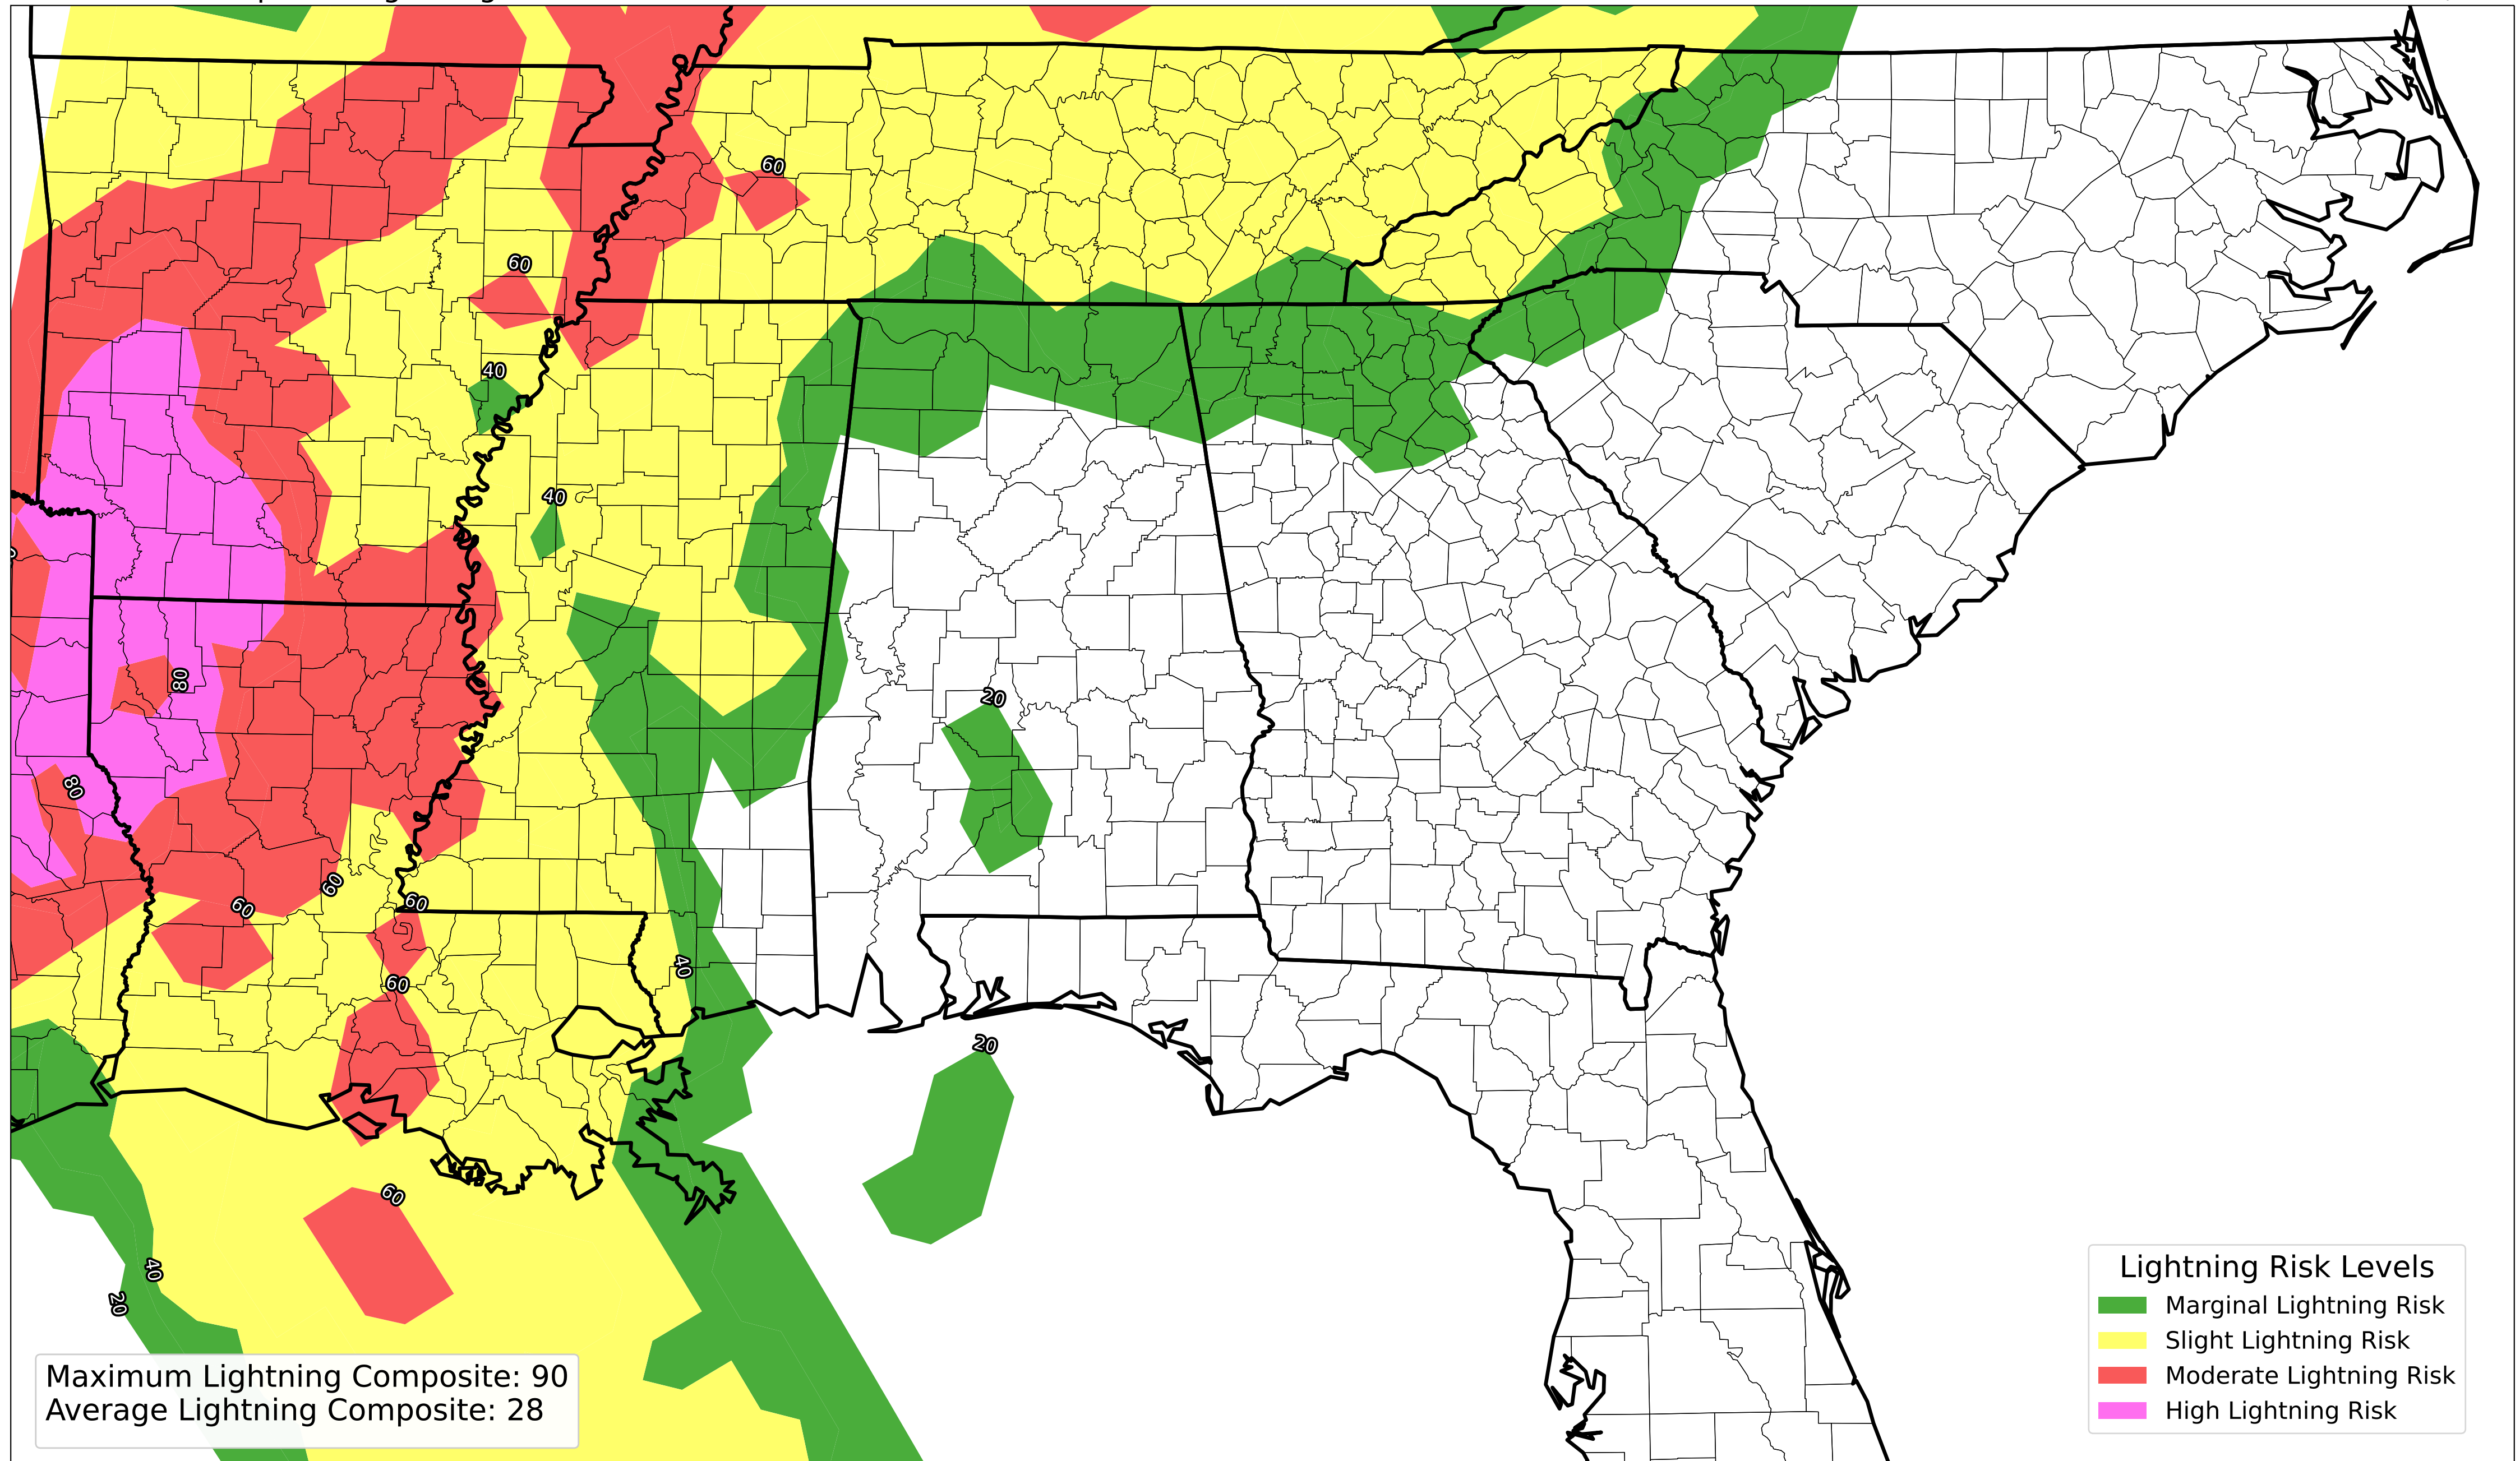 60
60
40
40
80
20
80
60
60
60
40
60
20
60
40
20
Lightning Risk Levels
Marginal Lightning Risk
Slight Lightning Risk
Moderate Lightning Risk
High Lightning Risk
Maximum Lightning Composite: 90
Average Lightning Composite: 28